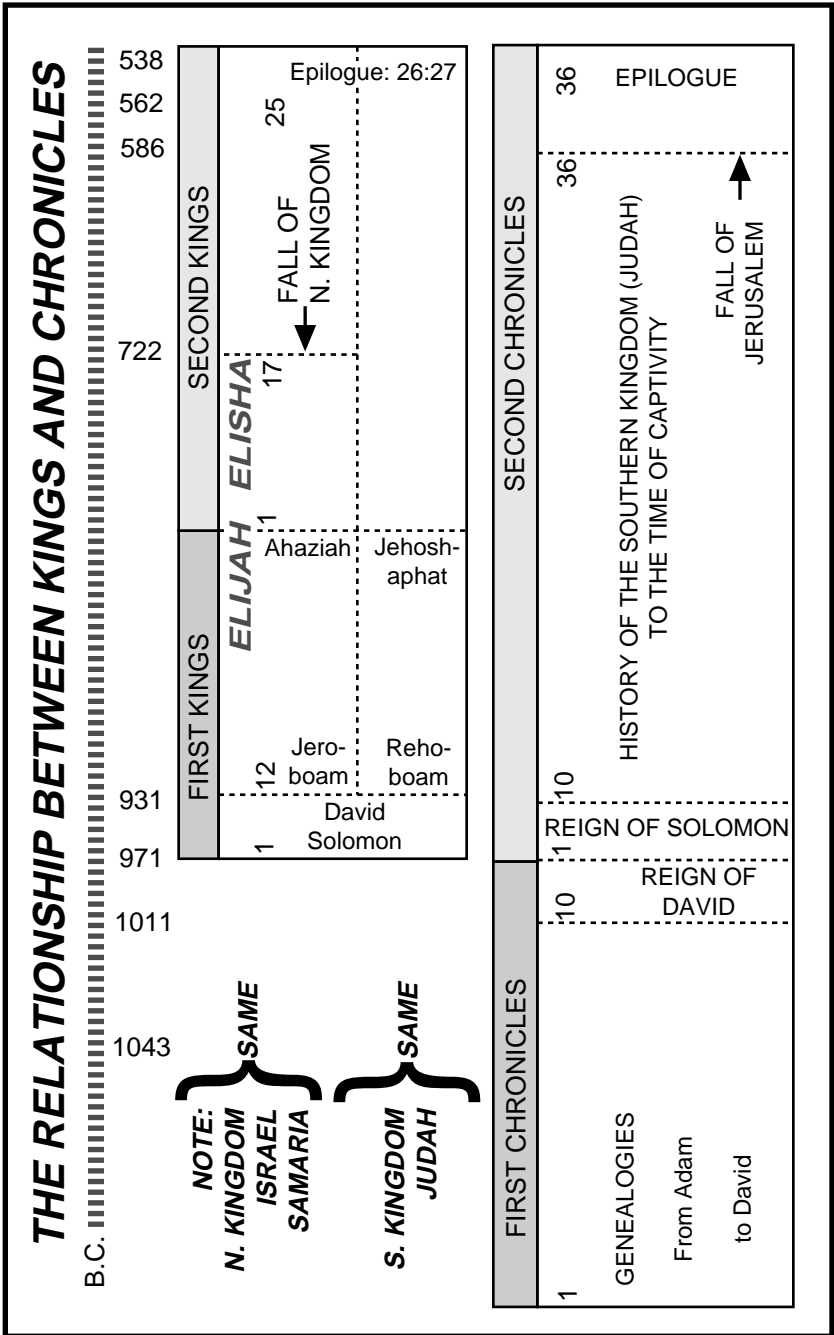 THE RELATIONSHIP BETWEEN KINGS AND CHRONICLES
B.C.
1043
1011
971
931
722
586
562
538
NOTE:
N. KINGDOM
ISRAEL
SAMARIA
SAME
S. KINGDOM
JUDAH
SAME
FIRST KINGS
SECOND KINGS
ELIJAH ELISHA
1
12
1
17
25
David
Solomon
Jero-
boam
Reho-
boam
Ahaziah
Jehosh-
aphat
FALL OF
N. KINGDOM
Epilogue: 26:27
FIRST CHRONICLES
SECOND CHRONICLES
1
10
1
10
36
36
GENEALOGIES
From Adam
to David
REIGN OF
DAVID
REIGN OF SOLOMON
HISTORY OF THE SOUTHERN KINGDOM (JUDAH)
TO THE TIME OF CAPTIVITY
FALL OF
JERUSALEM
EPILOGUE